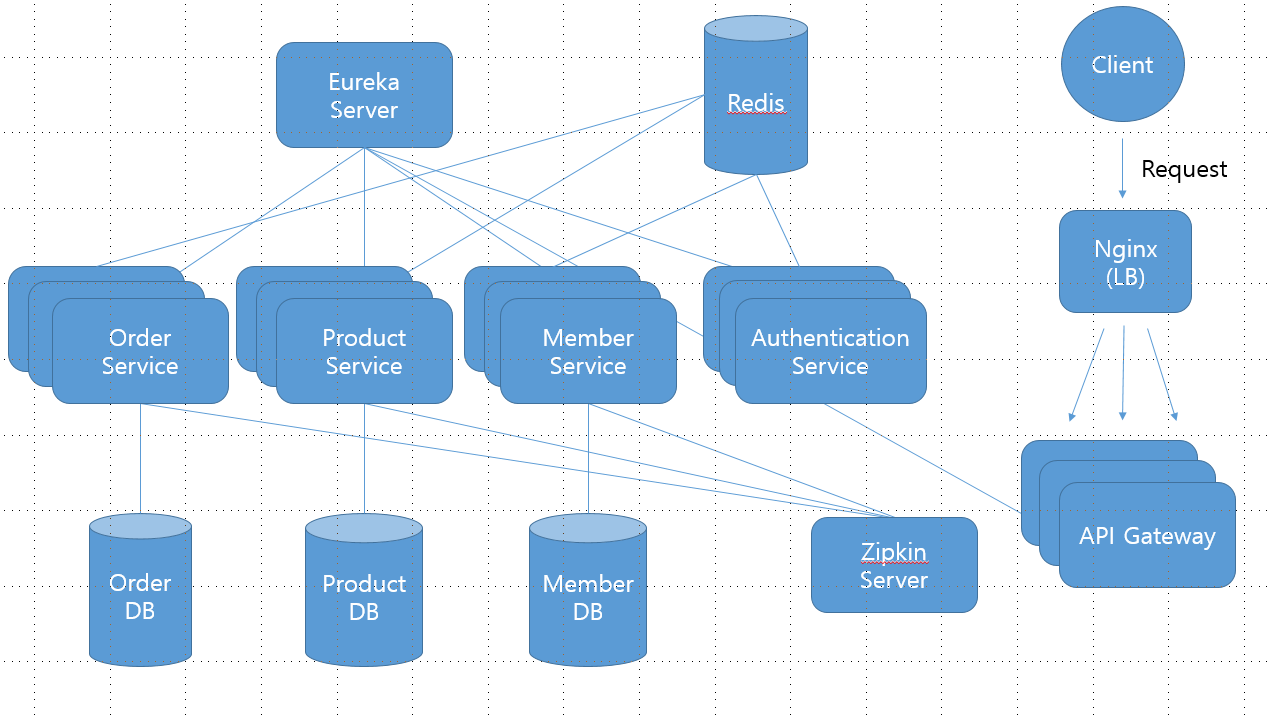 Eureka
Server
Redis
Client
Request
Nginx
(LB)
Order
Service
Product
Service
Member
Service
Authentication
Service
API Gateway
Order
DB
Product
DB
Member
DB
Zipkin
Server